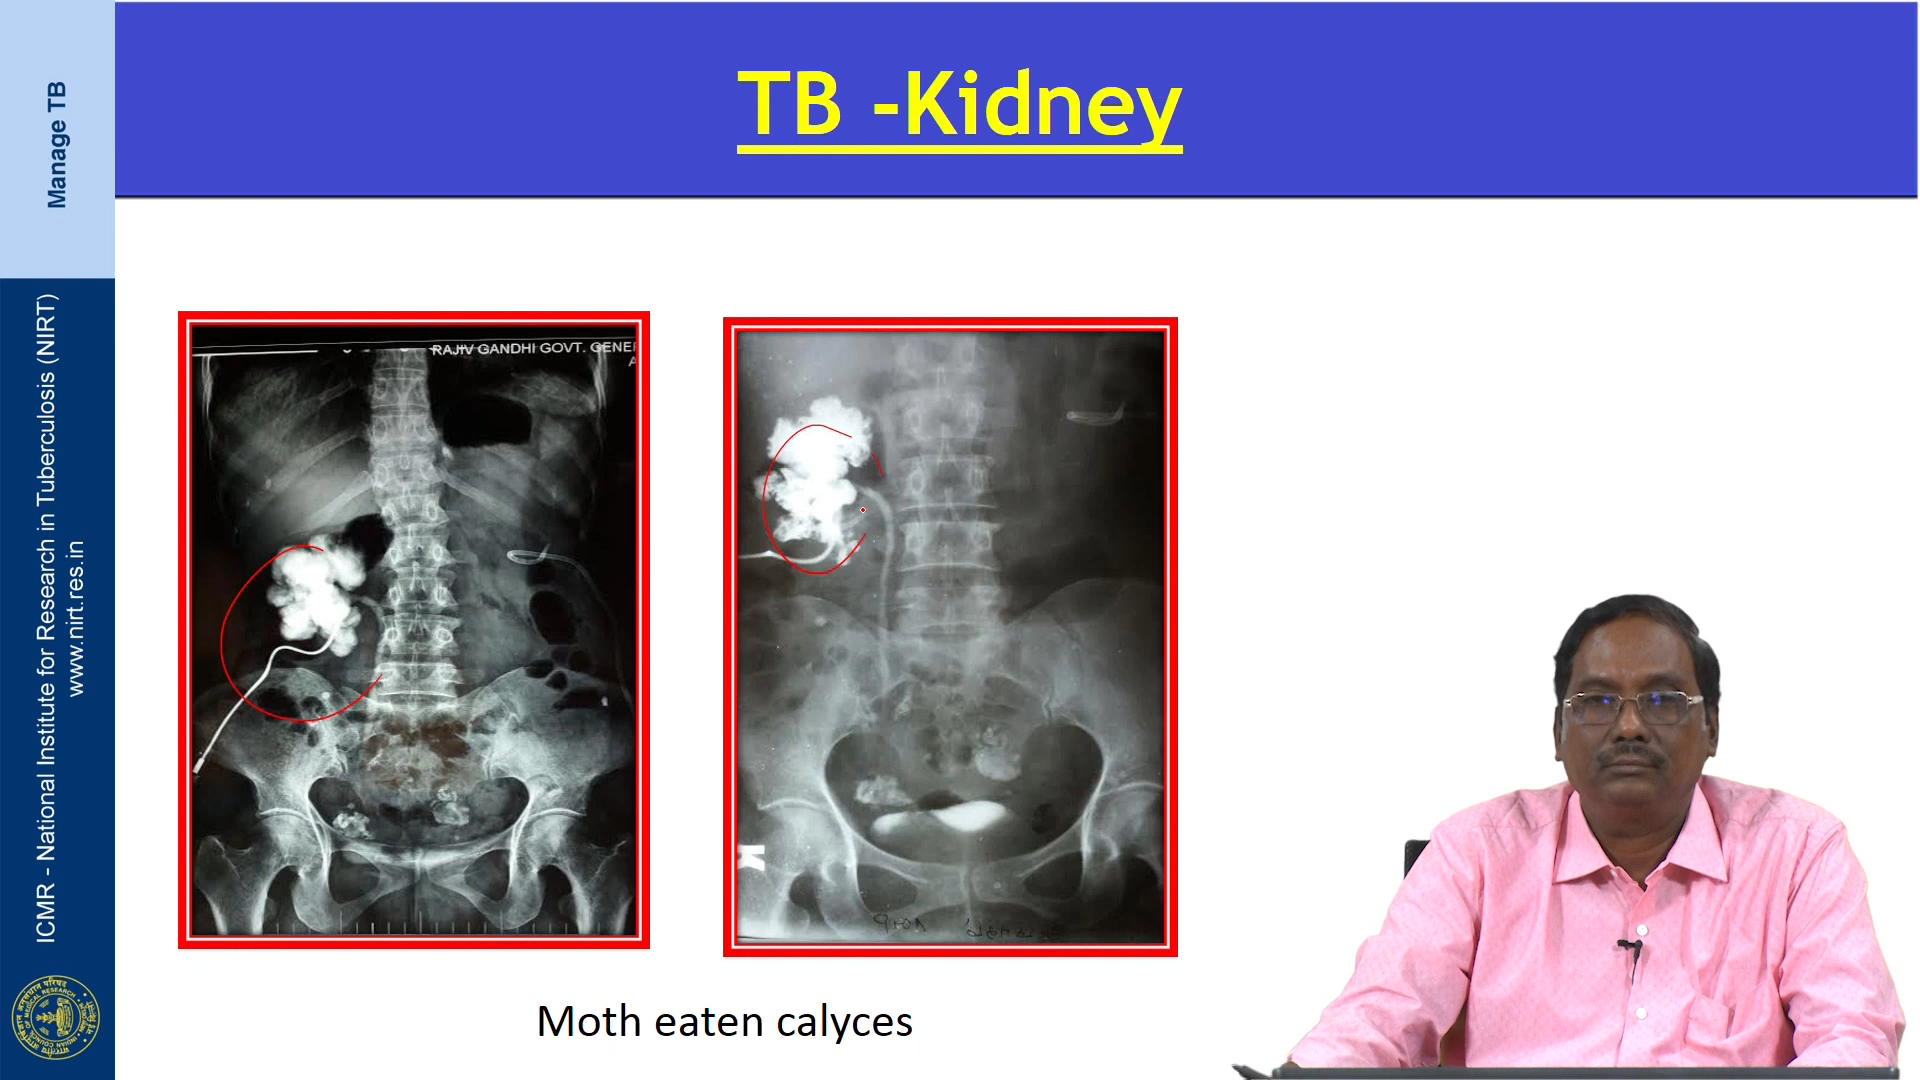 Manage TB
ICMR - National Institute for Research in Tuberculosis (NIRT)
www.nirt.res.in
TB -Kidney
RAJIV GANDHI GOVT. GENE
Moth eaten calyces